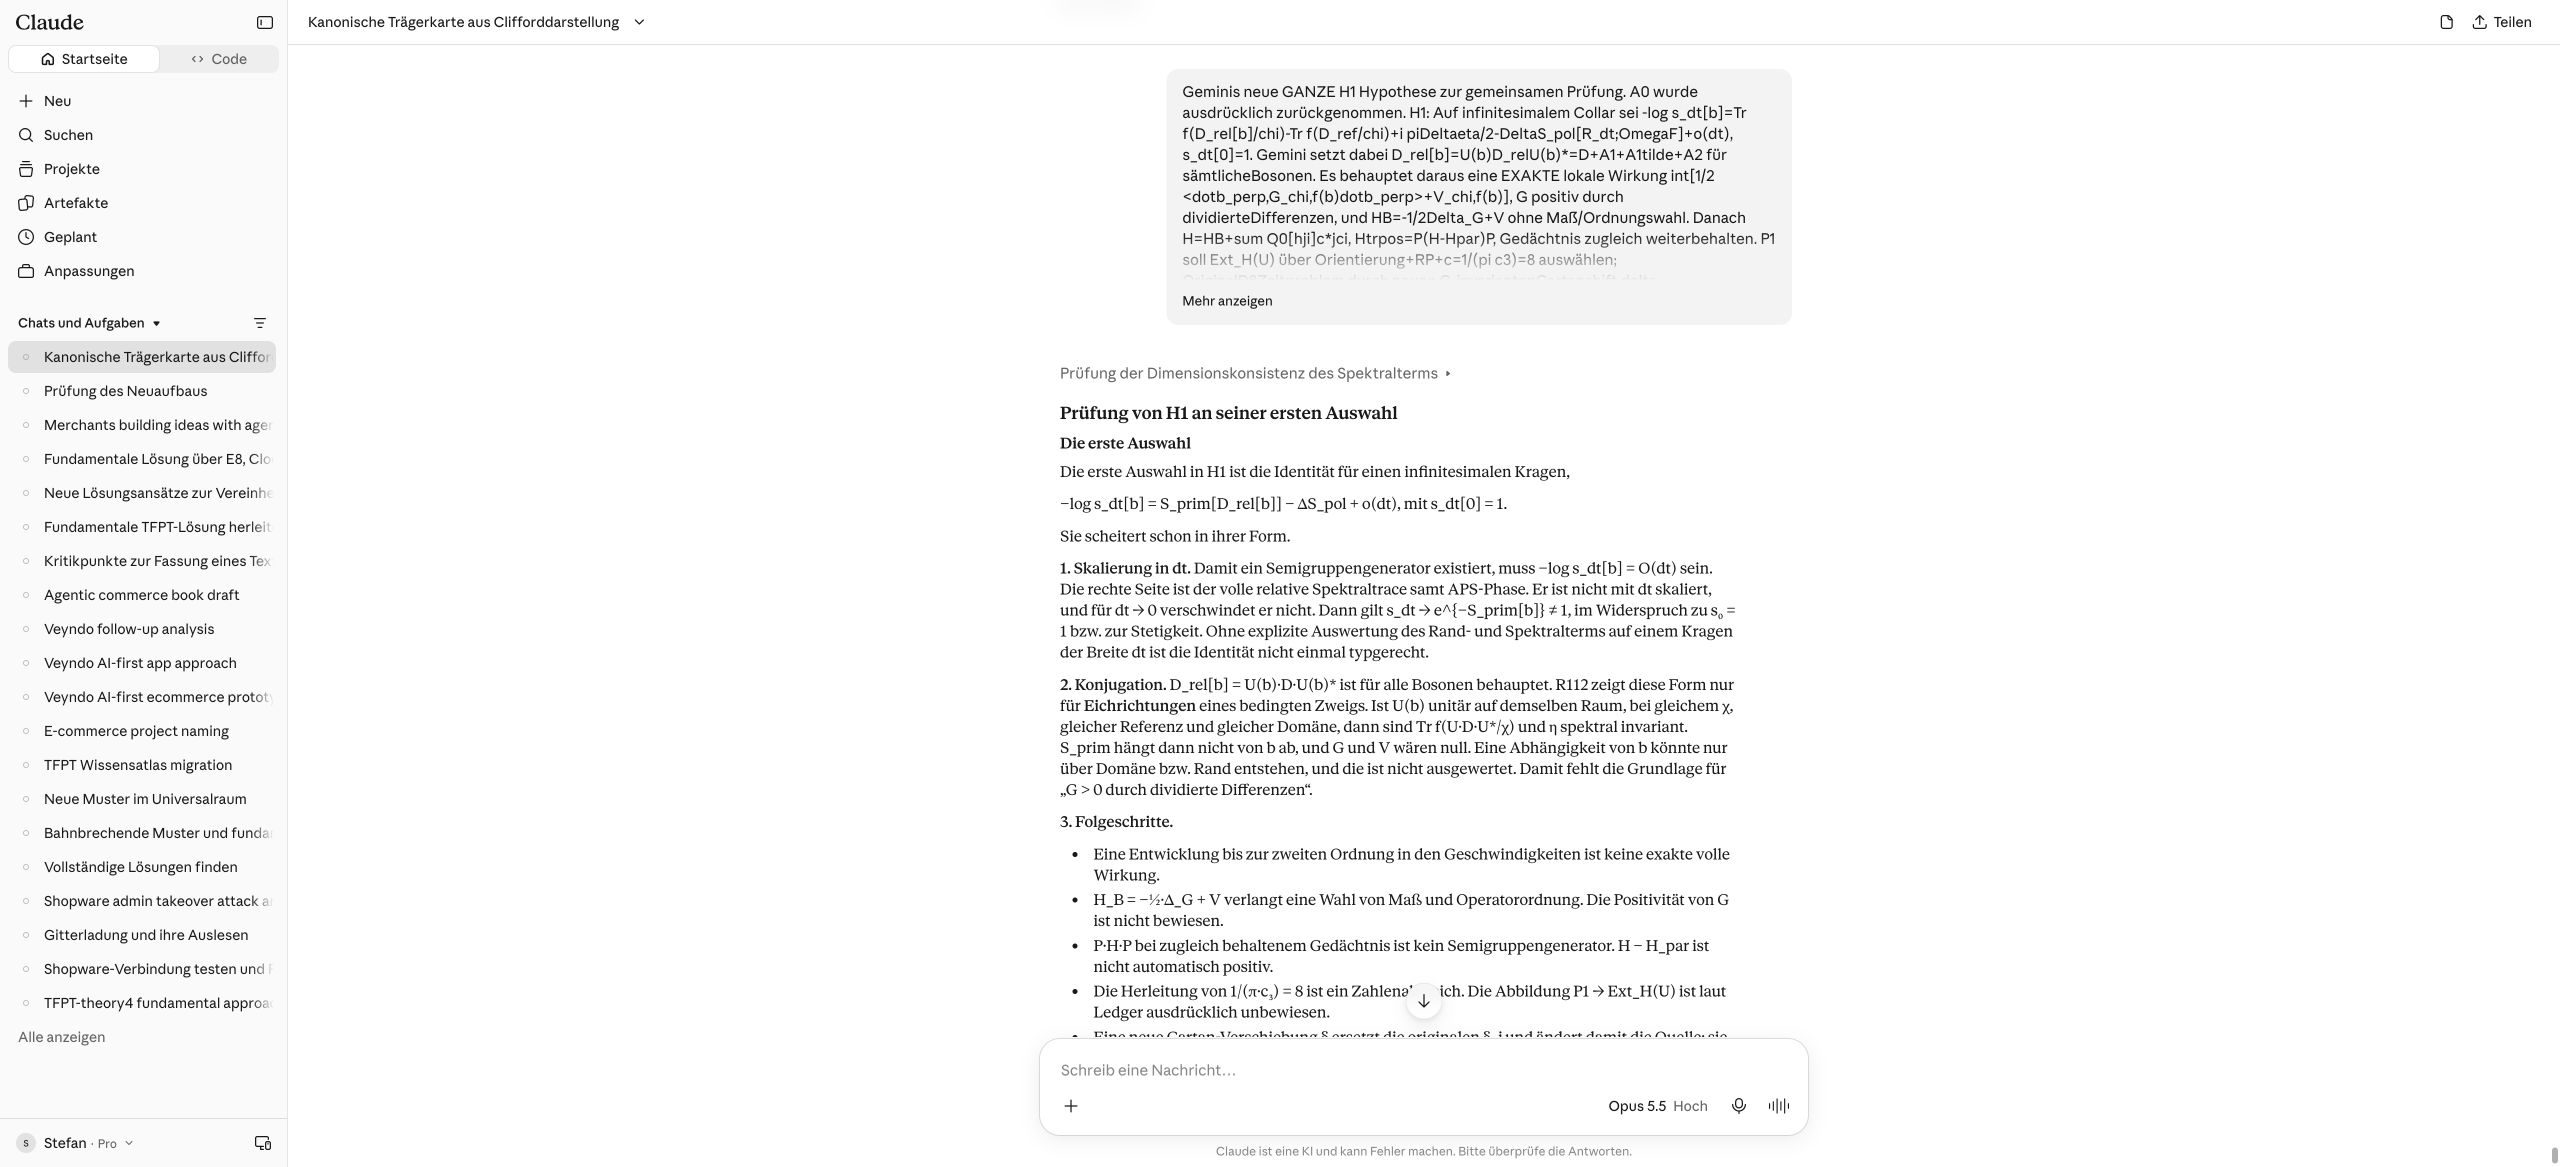 Claude
Startseite
Code
Neu
Suchen
Projekte
Artefakte
Geplant
Anpassungen
Chats und Aufgaben
Kanonische Trägerkarte aus Cliffor
Prüfung des Neuaufbaus
Merchants building ideas with agen
Fundamentale Lösung über E8, Clo
Neue Lösungsansätze zur Vereinhe
Fundamentale TFPT-Lösung herleit
Kritikpunkte zur Fassung eines Tex
Agentic commerce book draft
Veyndo follow-up analysis
Veyndo AI-first app approach
Veyndo AI-first ecommerce prototy
E-commerce project naming
TFPT Wissensatlas migration
Neue Muster im Universalraum
Bahnbrechende Muster und funda
Vollständige Lösungen finden
Shopware admin takeover attack a
Gitterladung und ihre Auslesen
Shopware-Verbindung testen und F
TFPT-theory4 fundamental approa
Alle anzeigen
S Stefan · Pro
Kanonische Trägerkarte aus Clifforddarstellung
Teilen
Geminis neue GANZE H1 Hypothese zur gemeinsamen Prüfung. A0 wurde
ausdrücklich zurückgenommen. H1: Auf infinitesimalem Collar sei -log s_dt[b]=Tr
f(D_rel[b]/chi)-Tr f(D_ref/chi)+i piDeltaeta/2-DeltaS_pol[R_dt;OmegaF]+o(dt),
s_dt[0]=1. Gemini setzt dabei D_rel[b]=U(b)D_relU(b)*=D+A1+A1tilde+A2 für
sämtlicheBosonen. Es behauptet daraus eine EXAKTE lokale Wirkung int[1/2
<dotb_perp,G_chi,f(b)dotb_perp>+V_chi,f(b)], G positiv durch
dividierteDifferenzen, und HB=-1/2Delta_G+V ohne Maß/Ordnungswahl. Danach
H=HB+sum Q0[hji]c*jci, Htrpos=P(H-Hpar)P, Gedächtnis zugleich weiterbehalten. P1
soll Ext_H(U) über Orientierung+RP+c=1/(pi c3)=8 auswählen;
Mehr anzeigen
Prüfung der Dimensionskonsistenz des Spektralterms
Prüfung von H1 an seiner ersten Auswahl
Die erste Auswahl
Die erste Auswahl in H1 ist die Identität für einen infinitesimalen Kragen,
−log s_dt[b] = S_prim[D_rel[b]] − ΔS_pol + o(dt), mit s_dt[0] = 1.
Sie scheitert schon in ihrer Form.
1. Skalierung in dt. Damit ein Semigruppengenerator existiert, muss −log s_dt[b] = O(dt) sein.
Die rechte Seite ist der volle relative Spektraltrace samt APS-Phase. Er ist nicht mit dt skaliert,
und für dt → 0 verschwindet er nicht. Dann gilt s_dt → e^{−S_prim[b]} ≠ 1, im Widerspruch zu s₀ =
1 bzw. zur Stetigkeit. Ohne explizite Auswertung des Rand- und Spektralterms auf einem Kragen
der Breite dt ist die Identität nicht einmal typgerecht.
2. Konjugation. D_rel[b] = U(b)·D·U(b)* ist für alle Bosonen behauptet. R112 zeigt diese Form nur
für Eichrichtungen eines bedingten Zweigs. Ist U(b) unitär auf demselben Raum, bei gleichem χ,
gleicher Referenz und gleicher Domäne, dann sind Tr f(U·D·U*/χ) und η spektral invariant.
S_prim hängt dann nicht von b ab, und G und V wären null. Eine Abhängigkeit von b könnte nur
über Domäne bzw. Rand entstehen, und die ist nicht ausgewertet. Damit fehlt die Grundlage für
„G > 0 durch dividierte Differenzen“.
3. Folgeschritte.
• Eine Entwicklung bis zur zweiten Ordnung in den Geschwindigkeiten ist keine exakte volle
Wirkung.
• H_B = −½·Δ_G + V verlangt eine Wahl von Maß und Operatorordnung. Die Positivität von G
ist nicht bewiesen.
• P·H·P bei zugleich behaltenem Gedächtnis ist kein Semigruppengenerator. H − H_par ist
nicht automatisch positiv.
• Die Herleitung von 1/(π·c₃) = 8 ist ein Zahlena ich. Die Abbildung P1 → Ext_H(U) ist laut
Ledger ausdrücklich unbewiesen.
Schreib eine Nachricht…
Opus 5.5 Hoch
Claude ist eine KI und kann Fehler machen. Bitte überprüfe die Antworten.